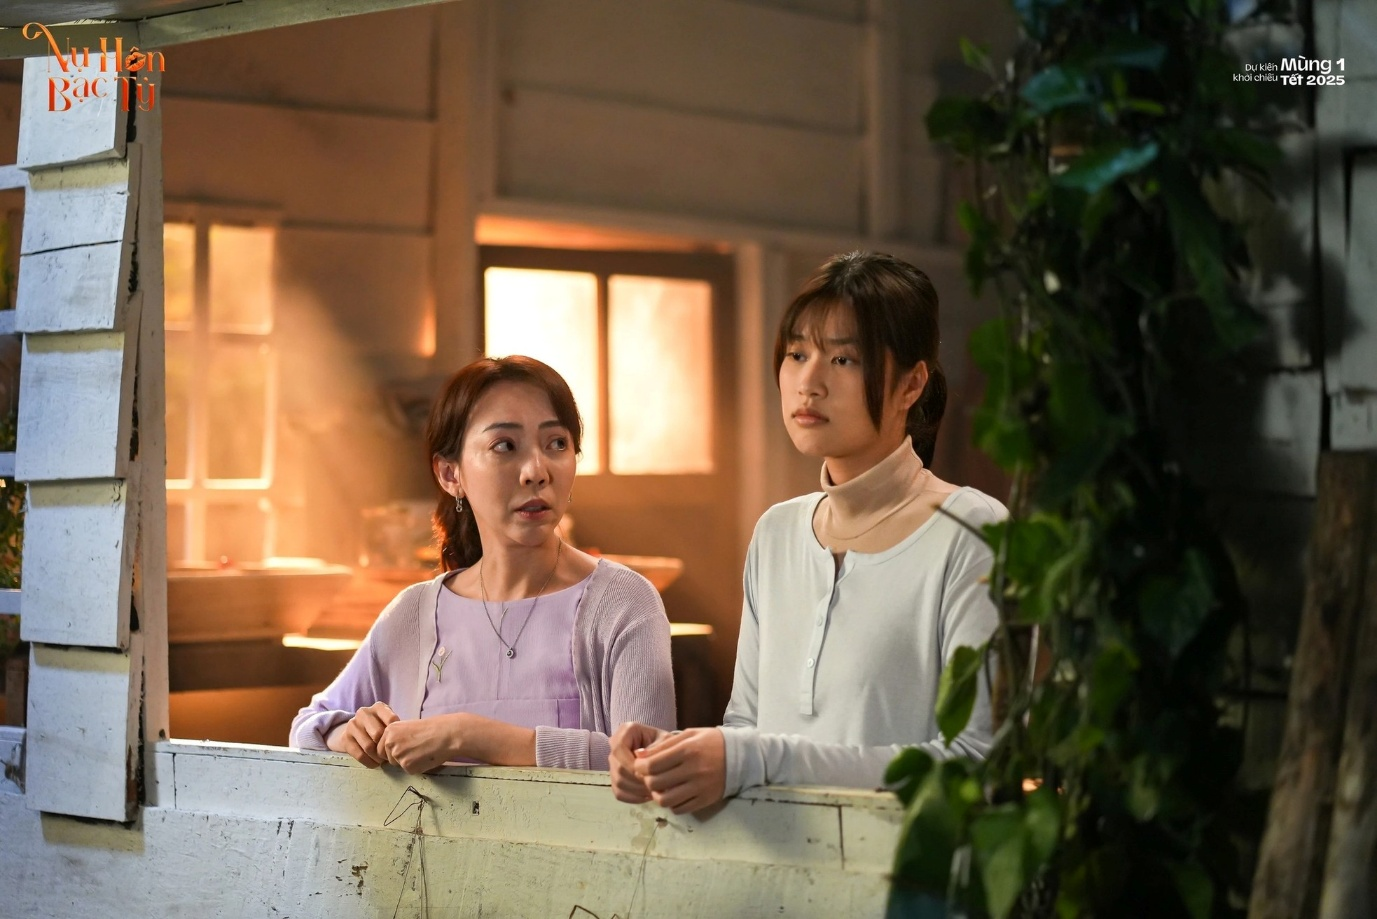 Nụ Hôn
Bạc Tỷ
Dự kiến
khởi chiếu
Mùng 1
Tết 2025